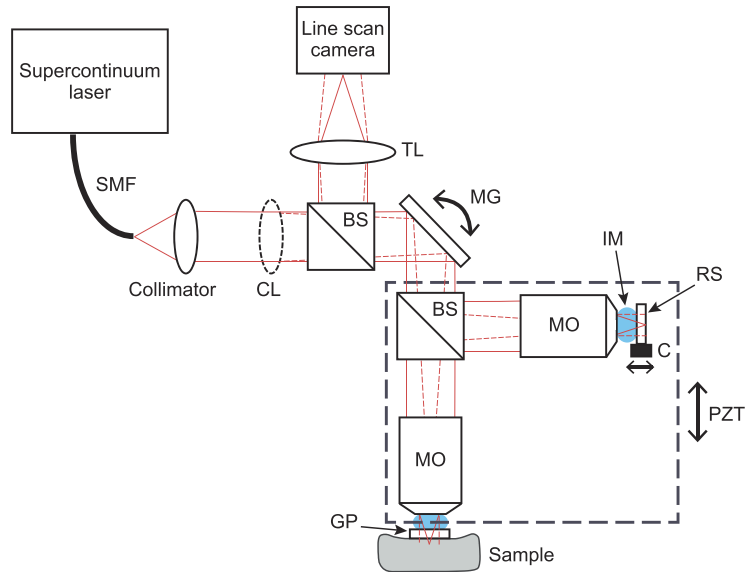 Line scan
camera
Supercontinuum
laser
TL
SMF
MG
BS
IM
RS
Collimator
CL
BS
MO
C
PZT
MO
GP
Sample